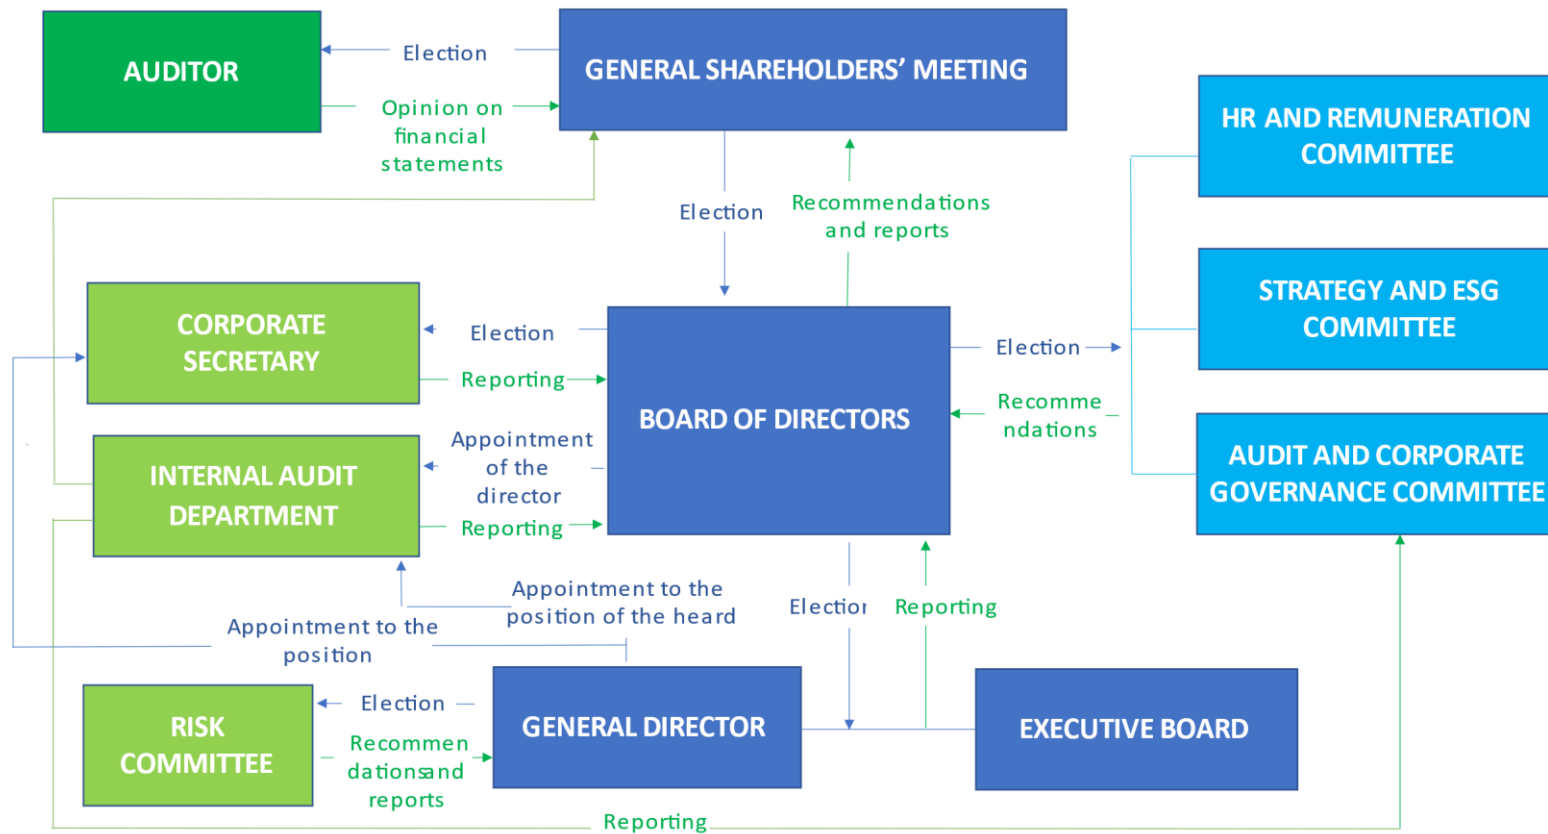 AUDITOR
Election
GENERAL SHAREHOLDERS’ MEETING
Opinion on
financial
statements
HR AND REMUNERATION
COMMITTEE
Election
Recommendations
and reports
STRATEGY AND ESG
COMMITTEE
CORPORATE
SECRETARY
Election
Reporting
BOARD OF DIRECTORS
Election
Recomme
ndations
AUDIT AND CORPORATE
GOVERNANCE COMMITTEE
INTERNAL AUDIT
DEPARTMENT
Appointment
of the
director
Reporting
Appointment to the
position of the heard
Appointment to the
position
Election
Reporting
RISK
COMMITTEE
Election
Recommen
dationsand
reports
GENERAL DIRECTOR
EXECUTIVE BOARD
Reporting